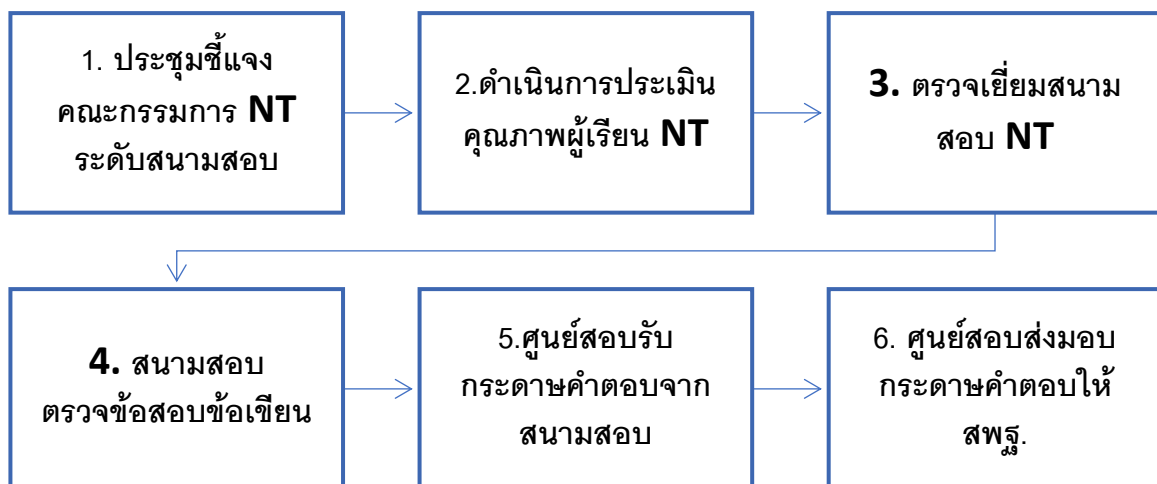 1. ประชุมชี้แจง
คณะกรรมการ NT
ระดับสนามสอบ
2.ดำเนินการประเมิน
คุณภาพผู้เรียน NT
3. ตรวจเยี่ยมสนาม
สอบ NT
4. สนามสอบ
ตรวจข้อสอบข้อเขียน
5.ศูนย์สอบรับ
กระดาษคำตอบจาก
สนามสอบ
6. ศูนย์สอบส่งมอบ
กระดาษคำตอบให้
สพฐ.